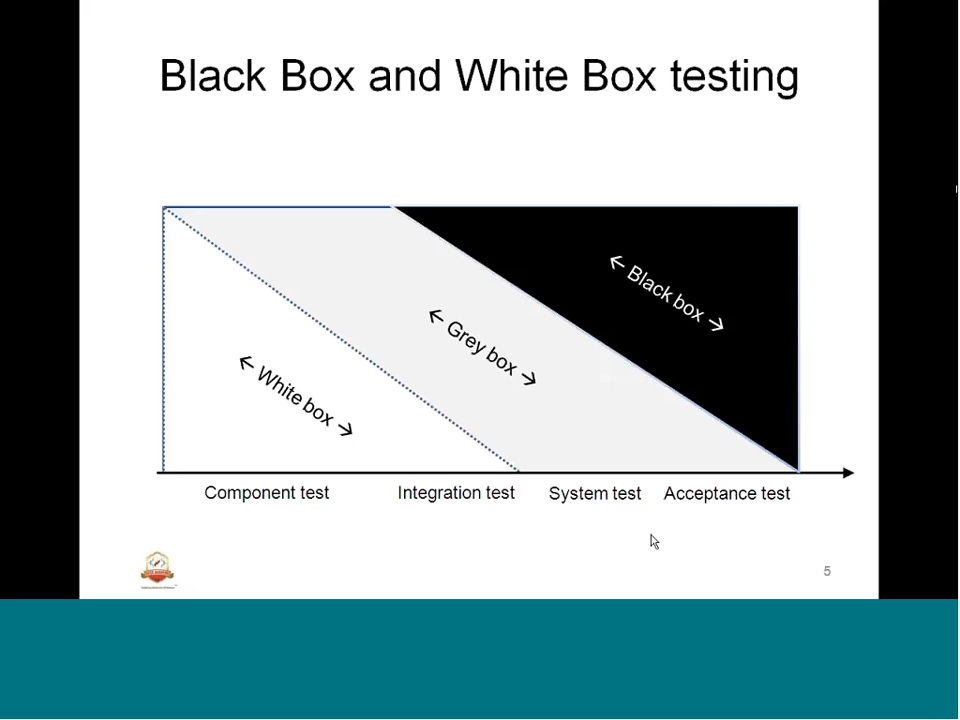 Black Box and White Box testing
← Black box →
← Grey box →
← White box →
Component test
Integration test
System test
Acceptance test
5